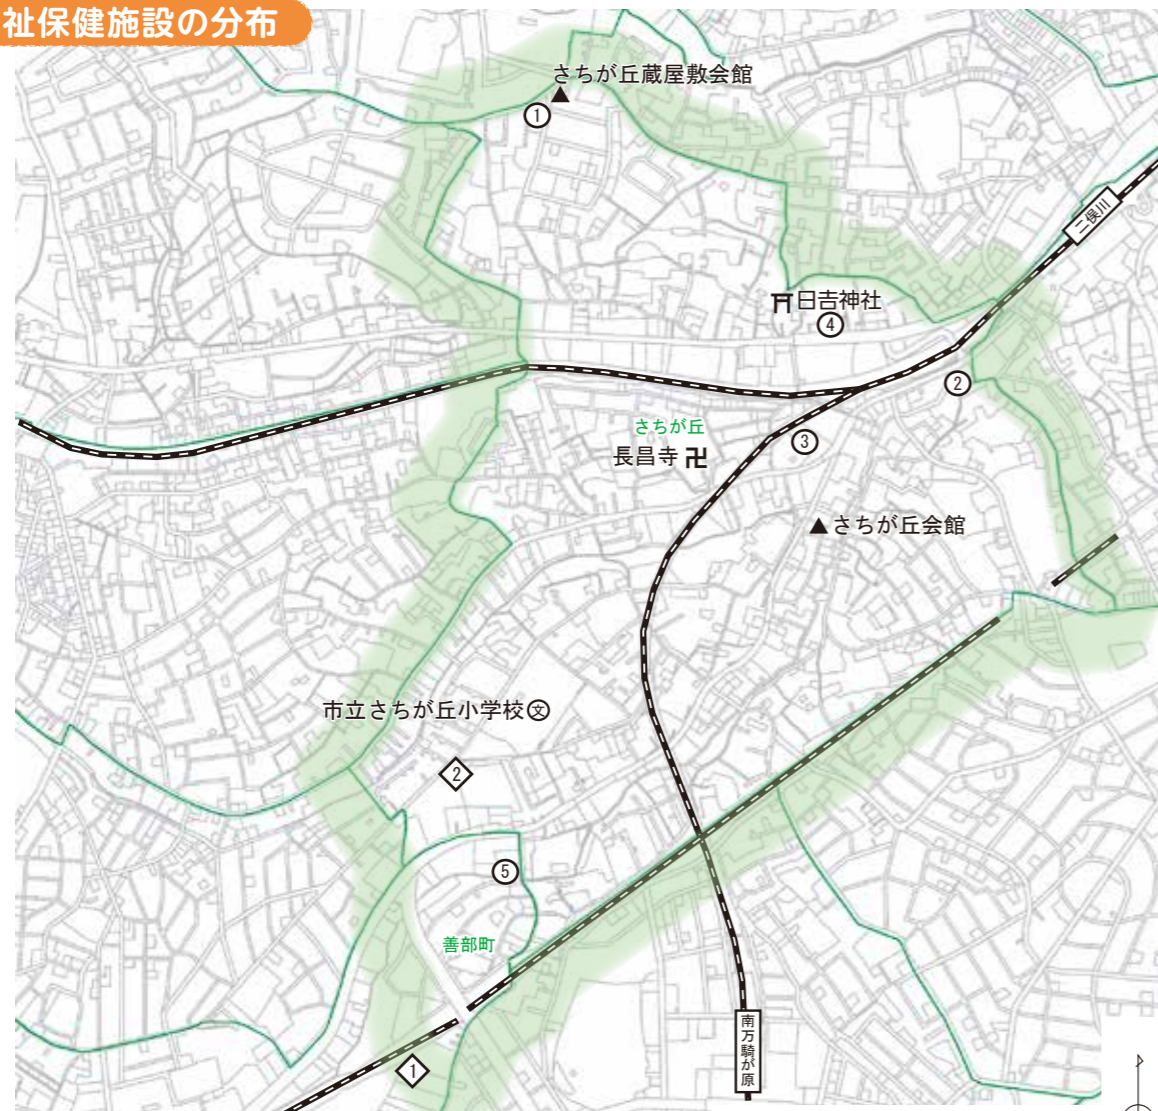 祉保健施設の分布
さちが丘蔵屋敷会館
▲
①
二俣川
日吉神社
④
②
さちが丘
③
長昌寺 卍
▲さちが丘会館
市立さちが丘小学校 文
2
⑤
善部町
南万騎が原
1